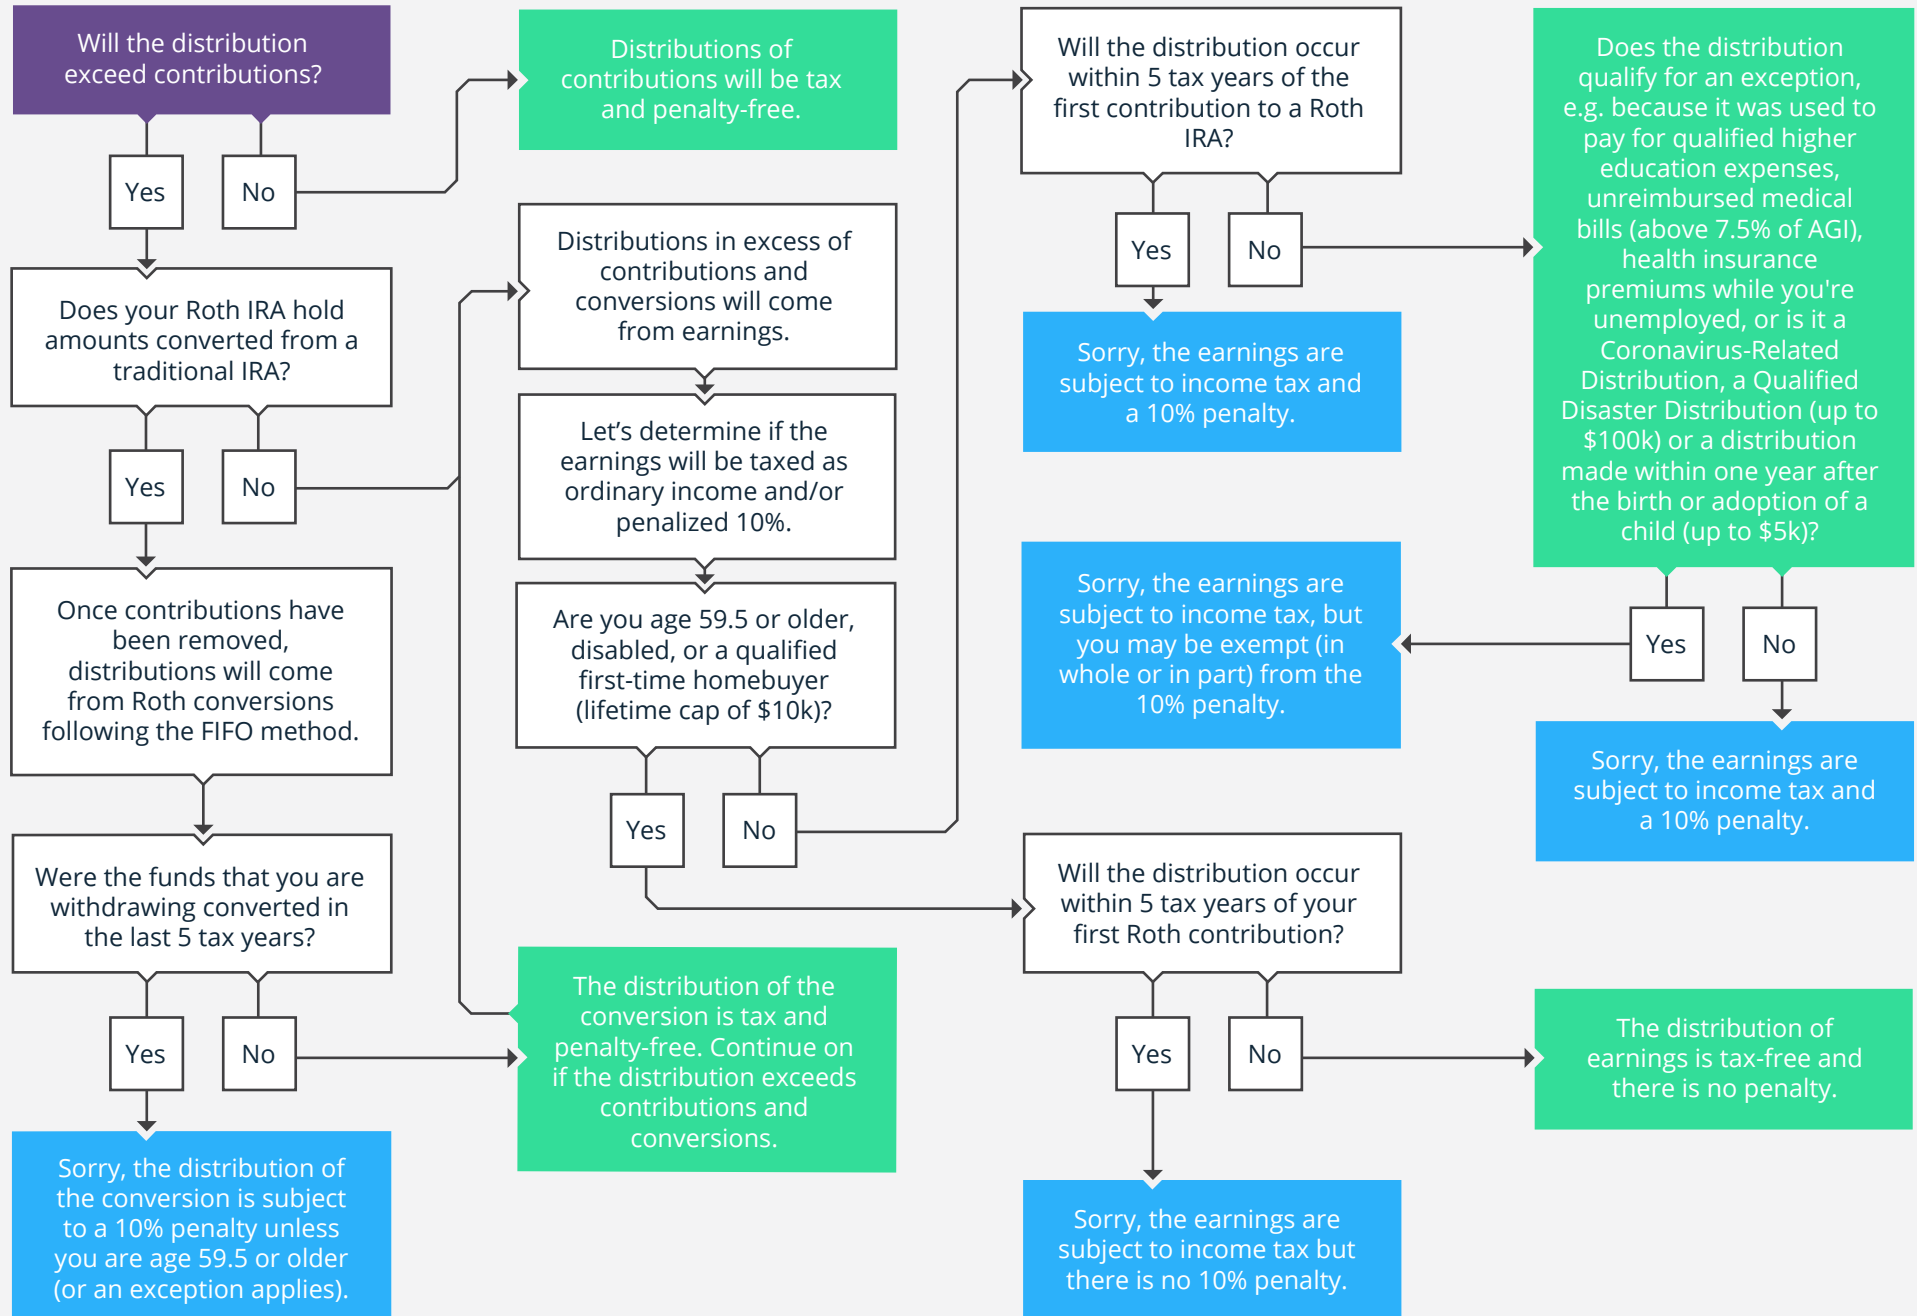 Will the distribution
exceed contributions?
Yes
No
Distributions of
contributions will be tax
and penalty-free.
Does your Roth IRA hold
amounts converted from a
traditional IRA?
Yes
No
Once contributions have
been removed,
distributions will come
from Roth conversions
following the FIFO method.
Were the funds that you are
withdrawing converted in
the last 5 tax years?
Yes
No
Sorry, the distribution of
the conversion is subject
to a 10% penalty unless
you are age 59.5 or older
(or an exception applies).
The distribution of the
conversion is tax and
penalty-free. Continue on
if the distribution exceeds
contributions and
conversions.
Distributions in excess of
contributions and
conversions will come
from earnings.
Let’s determine if the
earnings will be taxed as
ordinary income and/or
penalized 10%.
Are you age 59.5 or older,
disabled, or a qualified
first-time homebuyer
(lifetime cap of $10k)?
Yes
No
Will the distribution occur
within 5 tax years of the
first contribution to a Roth
IRA?
Yes
No
Sorry, the earnings are
subject to income tax and
a 10% penalty.
Does the distribution
qualify for an exception,
e.g. because it was used to
pay for qualified higher
education expenses,
unreimbursed medical
bills (above 7.5% of AGI),
health insurance
premiums while you're
unemployed, or is it a
Coronavirus-Related
Distribution, a Qualified
Disaster Distribution (up to
$100k) or a distribution
made within one year after
the birth or adoption of a
child (up to $5k)?
Yes
No
Sorry, the earnings are
subject to income tax, but
you may be exempt (in
whole or in part) from the
10% penalty.
Sorry, the earnings are
subject to income tax and
a 10% penalty.
Will the distribution occur
within 5 tax years of your
first Roth contribution?
Yes
No
The distribution of
earnings is tax-free and
there is no penalty.
Sorry, the earnings are
subject to income tax but
there is no 10% penalty.